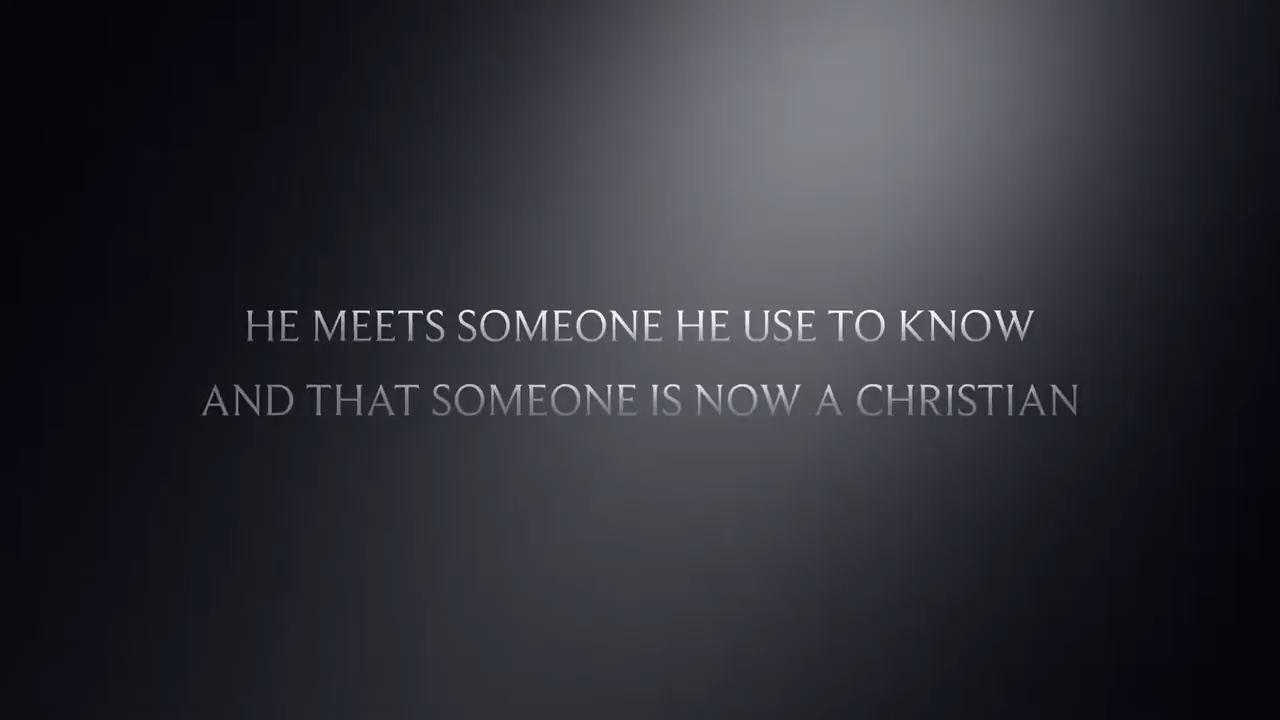 HE MEETS SOMEONE HE USE TO KNOW
AND THAT SOMEONE IS NOW A CHRISTIAN